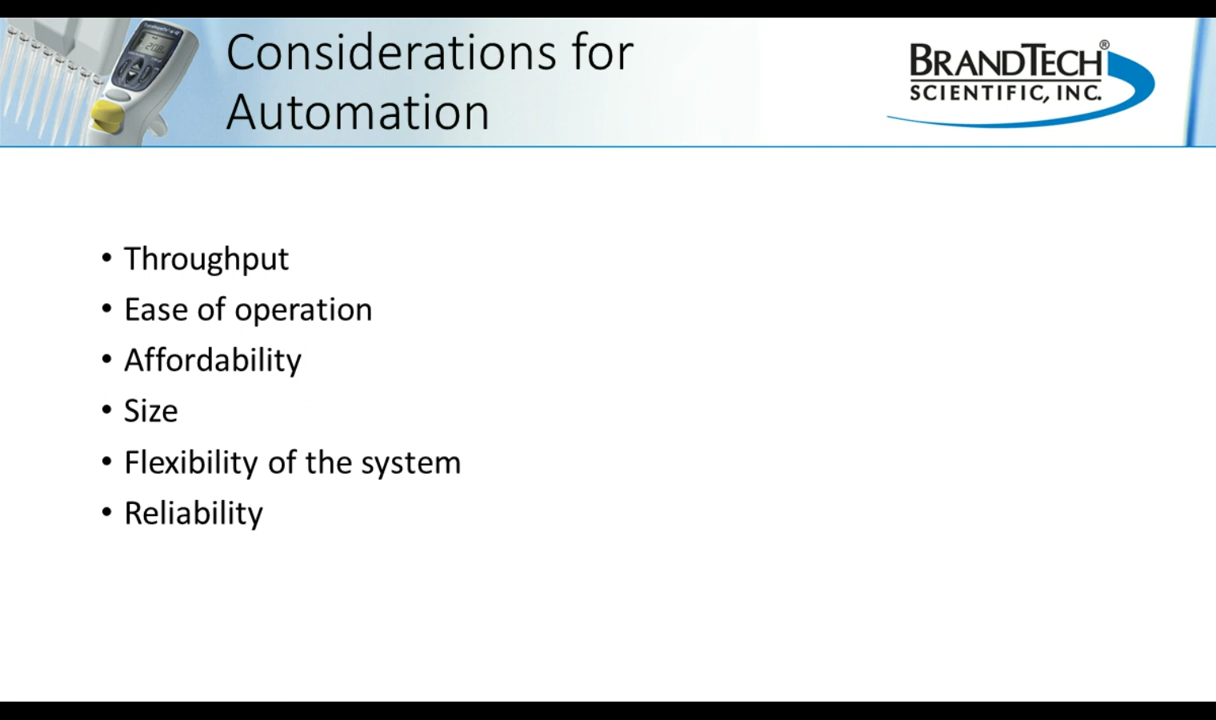 Considerations for
Automation
BRANDTECH®
SCIENTIFIC, INC.
• Throughput
• Ease of operation
• Affordability
• Size
• Flexibility of the system
• Reliability